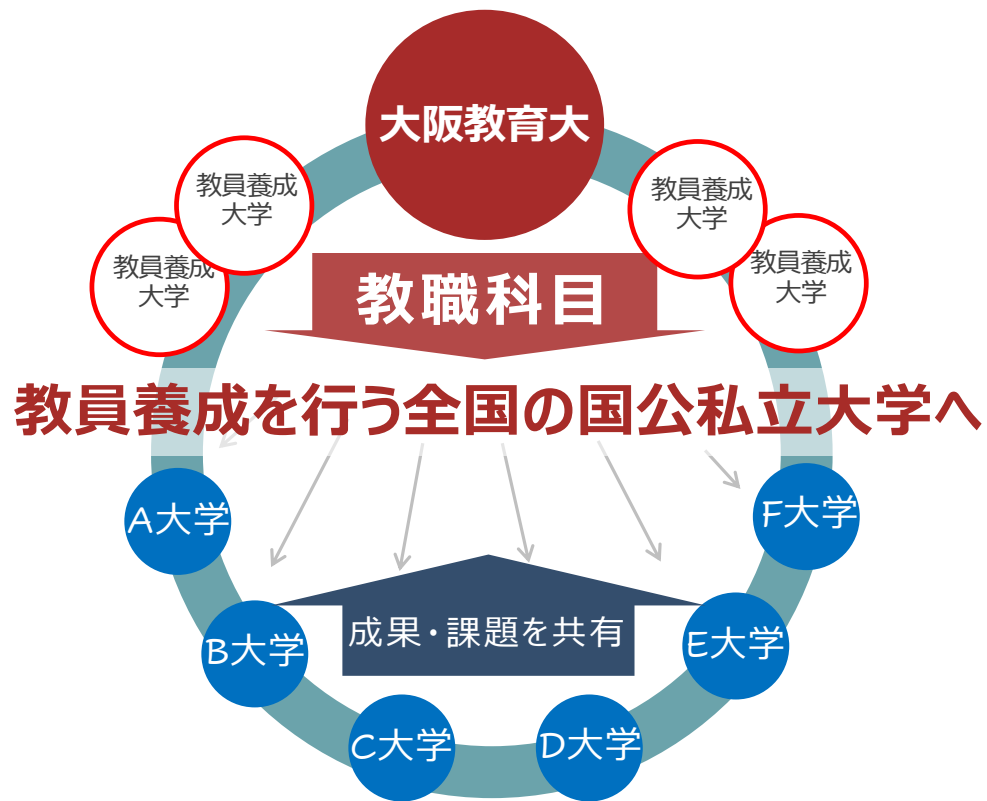 大阪教育大
教員養成
大学
教員養成
大学
教員養成
大学
教員養成
大学
教職科目
教員養成を行う全国の国公私立大学へ
A大学
F大学
成果・課題を共有
B大学
E大学
C大学
D大学